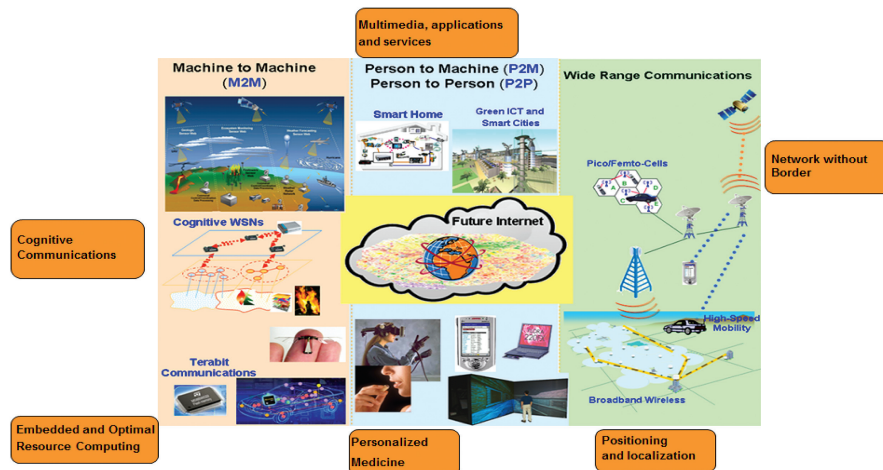 Multimedia, applications
and services
Machine to Machine
(M2M)
Person to Machine (P2M)
Person to Person (P2P)
Wide Range Communications
Smart Home
Green ICT and
Smart Cities
Pico/Femto-Cells
A
B
C
D
E
Network without
Border
Cognitive WSNs
Future Internet
Cognitive
Communications
High-Speed
Mobility
Terabit
Communications
Broadband Wireless
Embedded and Optimal
Resource Computing
Personalized
Medicine
Positioning
and localization